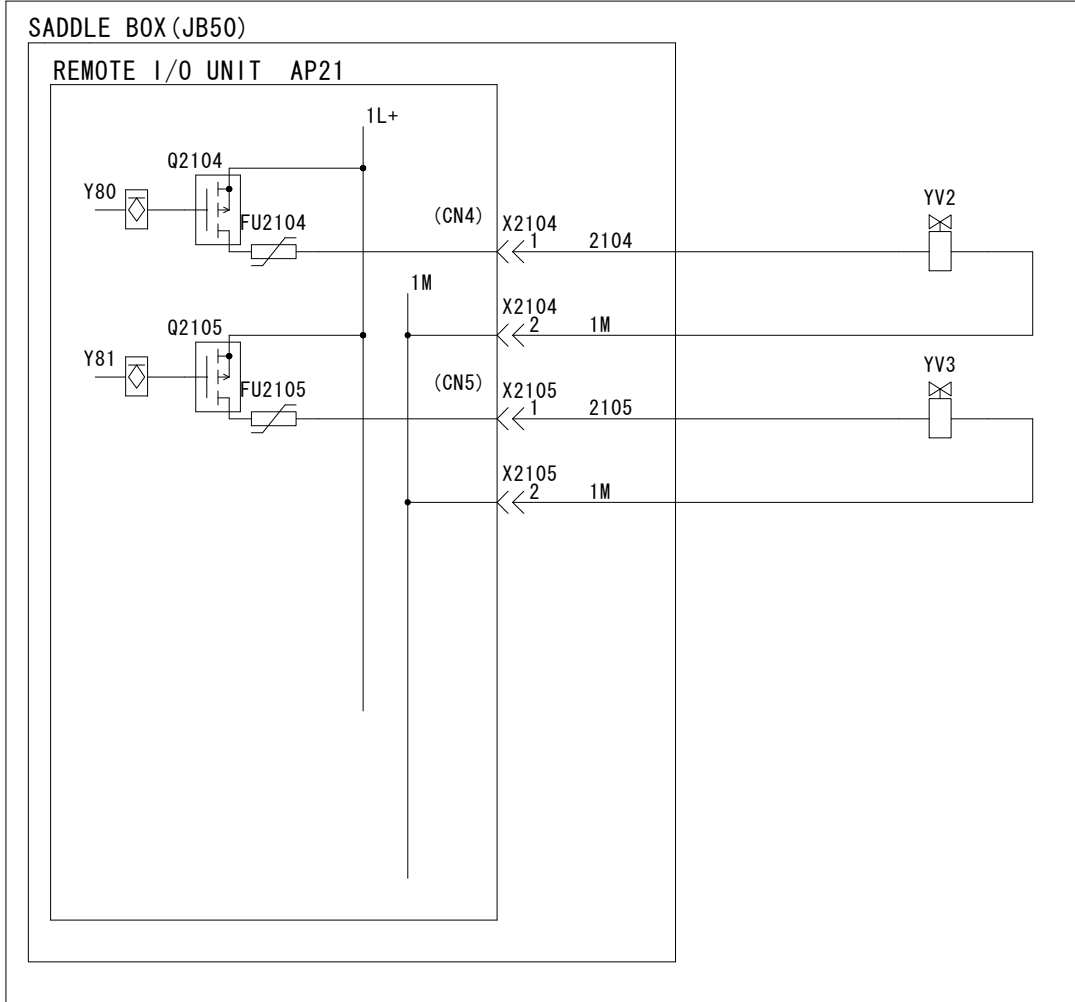 SADDLE BOX(JB50)
REMOTE I/O UNIT AP21
1L+
Q2104
Y80
FU2104
(CN4)
X2104
1
2104
YV2
1M
X2104
2
1M
Q2105
Y81
FU2105
(CN5)
X2105
1
2105
YV3
X2105
2
1M